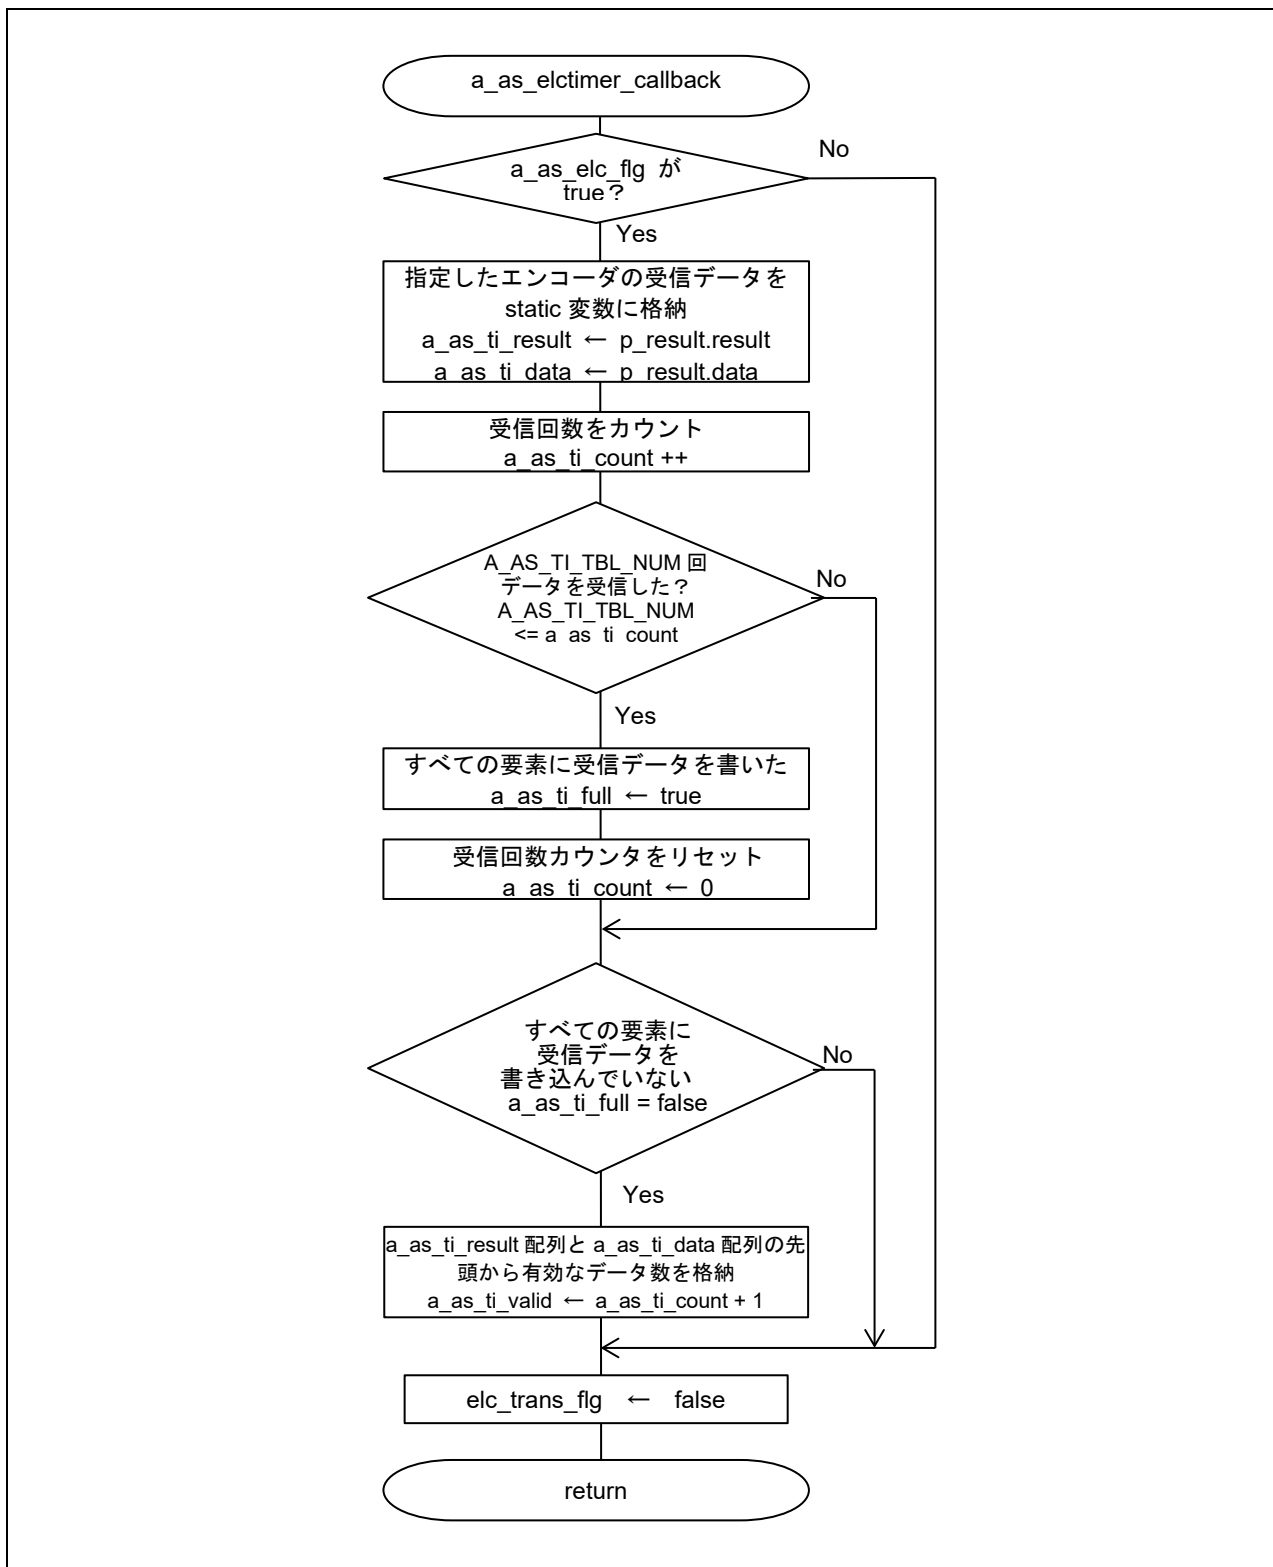 a_as_elctimer_callback
No
a_as_elc_flg が
true？
Yes
指定したエンコーダの受信データを
static 変数に格納
a_as_ti_result ← p_result.result
a_as_ti_data ← p_result.data
受信回数をカウント
a_as_ti_count ++
A_AS_TI_TBL_NUM 回
データを受信した？
A_AS_TI_TBL_NUM
<= a_as_ti_count
No
Yes
すべての要素に受信データを書いた
a_as_ti_full ← true
受信回数カウンタをリセット
a_as_ti_count ← 0
すべての要素に
受信データを
書き込んでいない
a_as_ti_full = false
No
Yes
a_as_ti_result 配列と a_as_ti_data 配列の先
頭から有効なデータ数を格納
a_as_ti_valid ← a_as_ti_count + 1
elc_trans_flg ← false
return